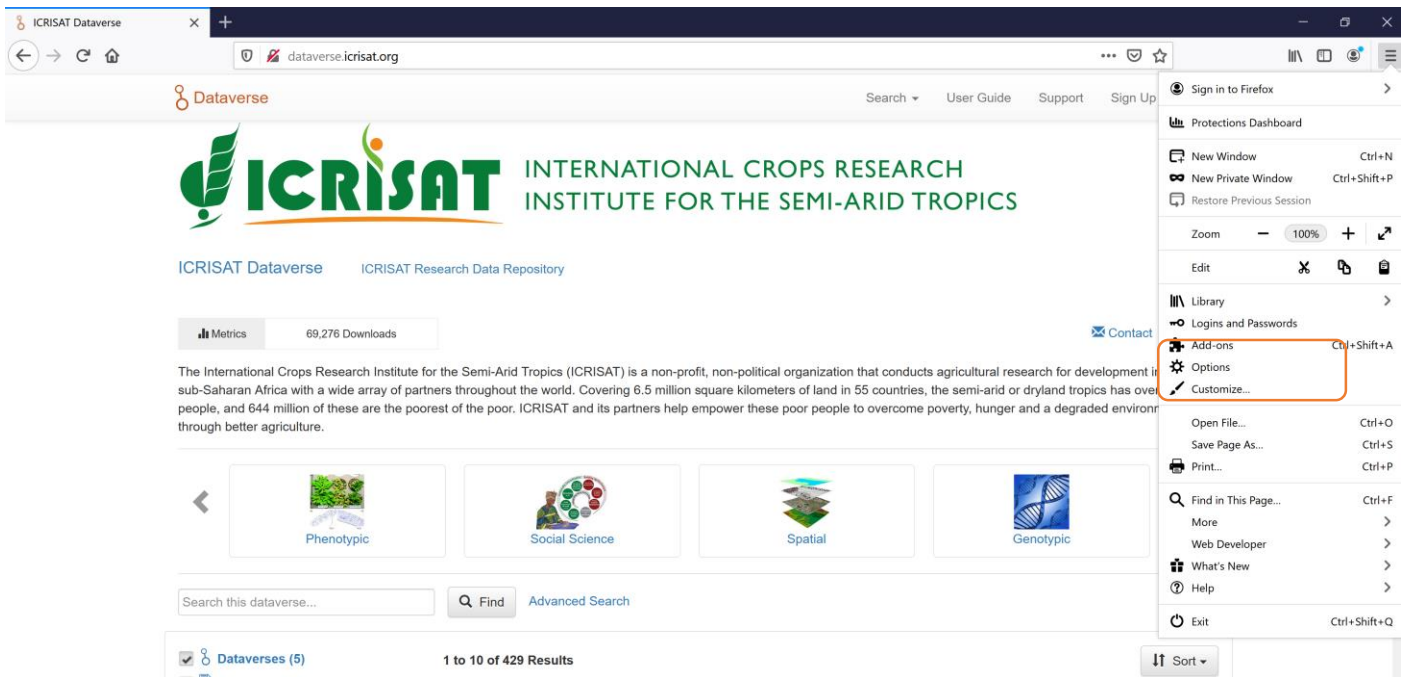 ICRISAT Dataverse
dataverse.icrisat.org
Dataverse
Search User Guide Support Sign Up
ICRISAT INTERNATIONAL CROPS RESEARCH
INSTITUTE FOR THE SEMI-ARID TROPICS
ICRISAT Dataverse ICRISAT Research Data Repository
Metrics 69,276 Downloads Contact
The International Crops Research Institute for the Semi-Arid Tropics (ICRISAT) is a non-profit, non-political organization that conducts agricultural research for development
sub-Saharan Africa with a wide array of partners throughout the world. Covering 6.5 million square kilometers of land in 55 countries, the semi-arid or dryland tropics has over
people, and 644 million of these are the poorest of the poor. ICRISAT and its partners help empower these poor people to overcome poverty, hunger and a degraded
through better agriculture.
Phenotypic Social Science Spatial Genotypic
Search this dataverse... Find Advanced Search
Dataverses (5) 1 to 10 of 429 Results Sort
Sign in to Firefox
Protections Dashboard
New Window Ctrl+N
New Private Window Ctrl+Shift+P
Restore Previous Session
Zoom 100%
Edit
Library
Logins and Passwords
Add-ons Ctrl+Shift+A
Options
Customize...
Open File... Ctrl+O
Save Page As... Ctrl+S
Print... Ctrl+P
Find in This Page... Ctrl+F
More
Web Developer
What's New
Help
Exit Ctrl+Shift+Q